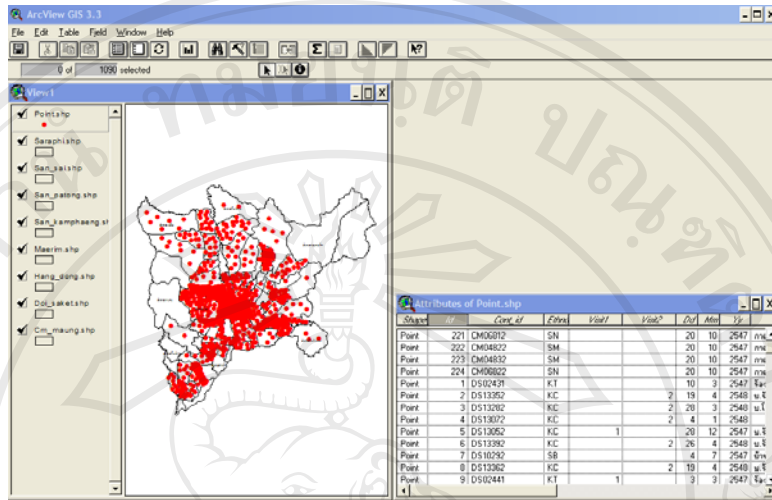 ArcView GIS 3.3
File Edit Table Field Window Help
0 of 1090 selected
View1
Point.shp
Saraphi.shp
San_sai.shp
San_patong.shp
San_kamphaeng.sh
Maerim.shp
Hang_dong.shp
Doi_saket.shp
Cm_maung.shp
Attributes of Point.shp
Shape Id Cont_id Ethni Visit1 Visit2 Dd Mm Yy
Point 221 CM06812 SN 20 10 2547
Point 222 CM04822 SM 20 10 2547
Point 223 CM04832 SM 20 10 2547
Point 224 CM06822 SN 20 10 2547
Point 1 DS02431 KT 10 3 2547
Point 2 DS13352 KC 2 19 4 2548
Point 3 DS13282 KC 2 28 3 2548
Point 4 DS13072 KC 2 4 1 2548
Point 5 DS13052 KC 1 28 12 2547
Point 6 DS13392 KC 2 26 4 2548
Point 7 DS10292 SB 4 7 2547
Point 8 DS13362 KC 2 19 4 2548
Point 9 DS02441 KT 1 3 3 2547